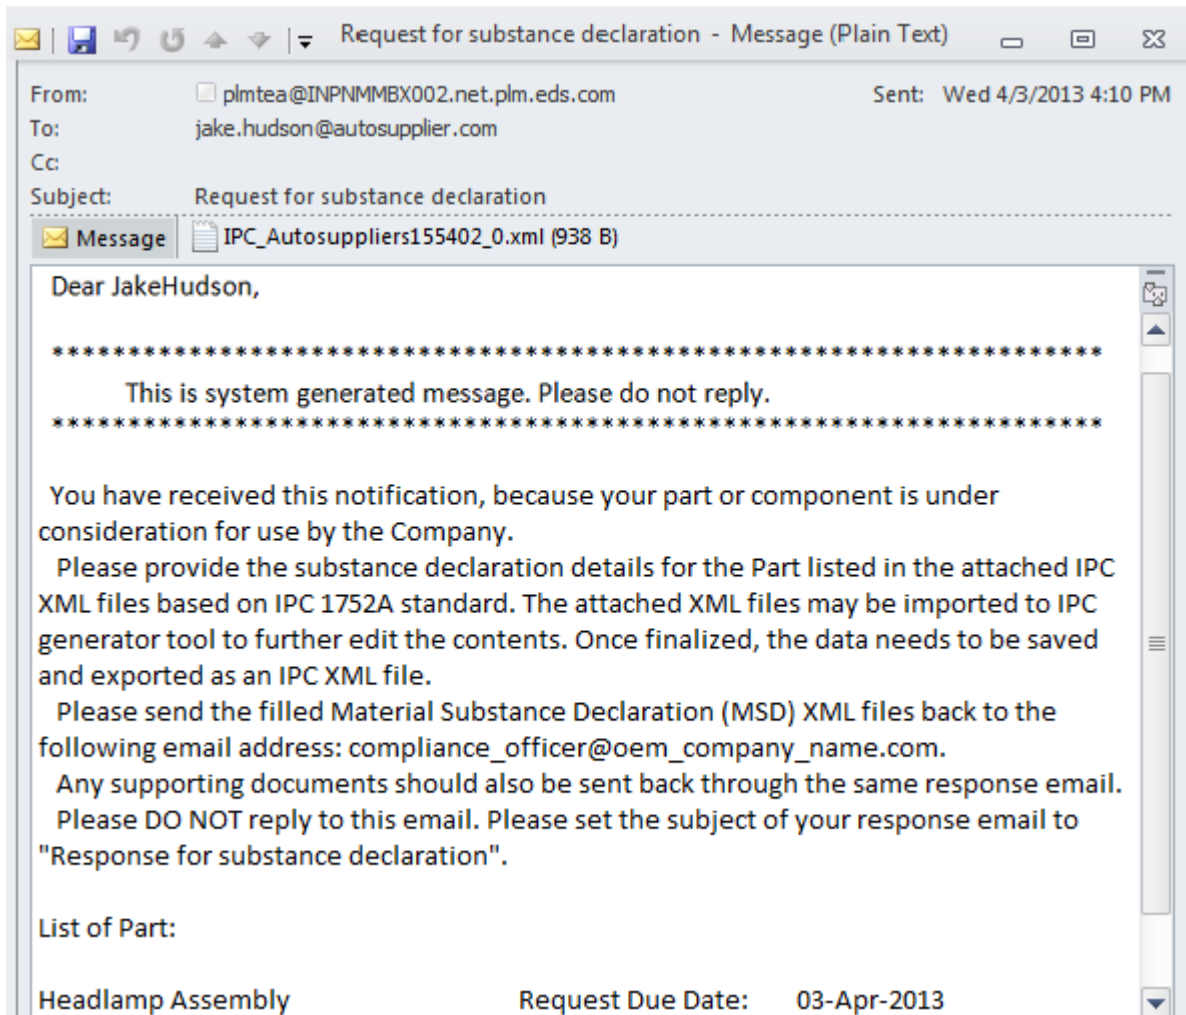 Request for substance declaration - Message (Plain Text)
From: plmtea@INPNMMBX002.net.plm.eds.com Sent: Wed 4/3/2013 4:10 PM
To: jake.hudson@autosupplier.com
Cc:
Subject: Request for substance declaration
Message IPC_Autosuppliers155402_0.xml (938 B)
Dear JakeHudson,
**********************************************************************
This is system generated message. Please do not reply.
**********************************************************************
You have received this notification, because your part or component is under
consideration for use by the Company.
Please provide the substance declaration details for the Part listed in the attached IPC
XML files based on IPC 1752A standard. The attached XML files may be imported to IPC
generator tool to further edit the contents. Once finalized, the data needs to be saved
and exported as an IPC XML file.
Please send the filled Material Substance Declaration (MSD) XML files back to the
following email address: compliance_officer@oem_company_name.com.
Any supporting documents should also be sent back through the same response email.
Please DO NOT reply to this email. Please set the subject of your response email to
"Response for substance declaration".
List of Part:
Headlamp Assembly Request Due Date: 03-Apr-2013